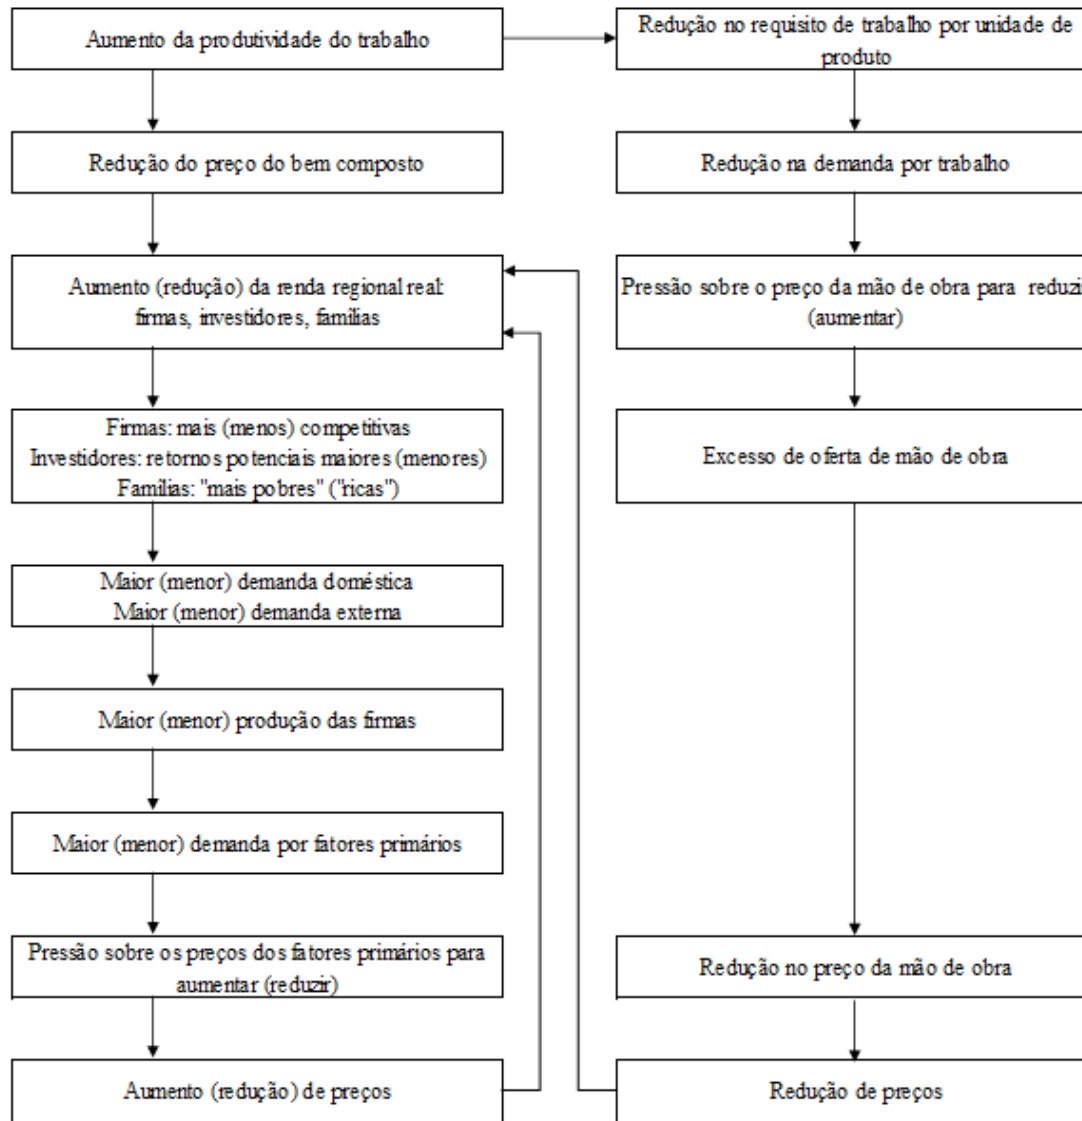 Aumento da produtividade do trabalho
Redução no requisito de trabalho por unidade de
produto
Redução do preço do bem composto
Redução na demanda por trabalho
Aumento (redução) da renda regional real:
firmas, investidores, famílias
Pressão sobre o preço da mão de obra para reduzir
(aumentar)
Firmas: mais (menos) competitivas
Investidores: retornos potenciais maiores (menores)
Famílias: "mais pobres" ("ricas")
Excesso de oferta de mão de obra
Maior (menor) demanda doméstica
Maior (menor) demanda externa
Maior (menor) produção das firmas
Maior (menor) demanda por fatores primários
Pressão sobre os preços dos fatores primários para
aumentar (reduzir)
Redução no preço da mão de obra
Aumento (redução) de preços
Redução de preços